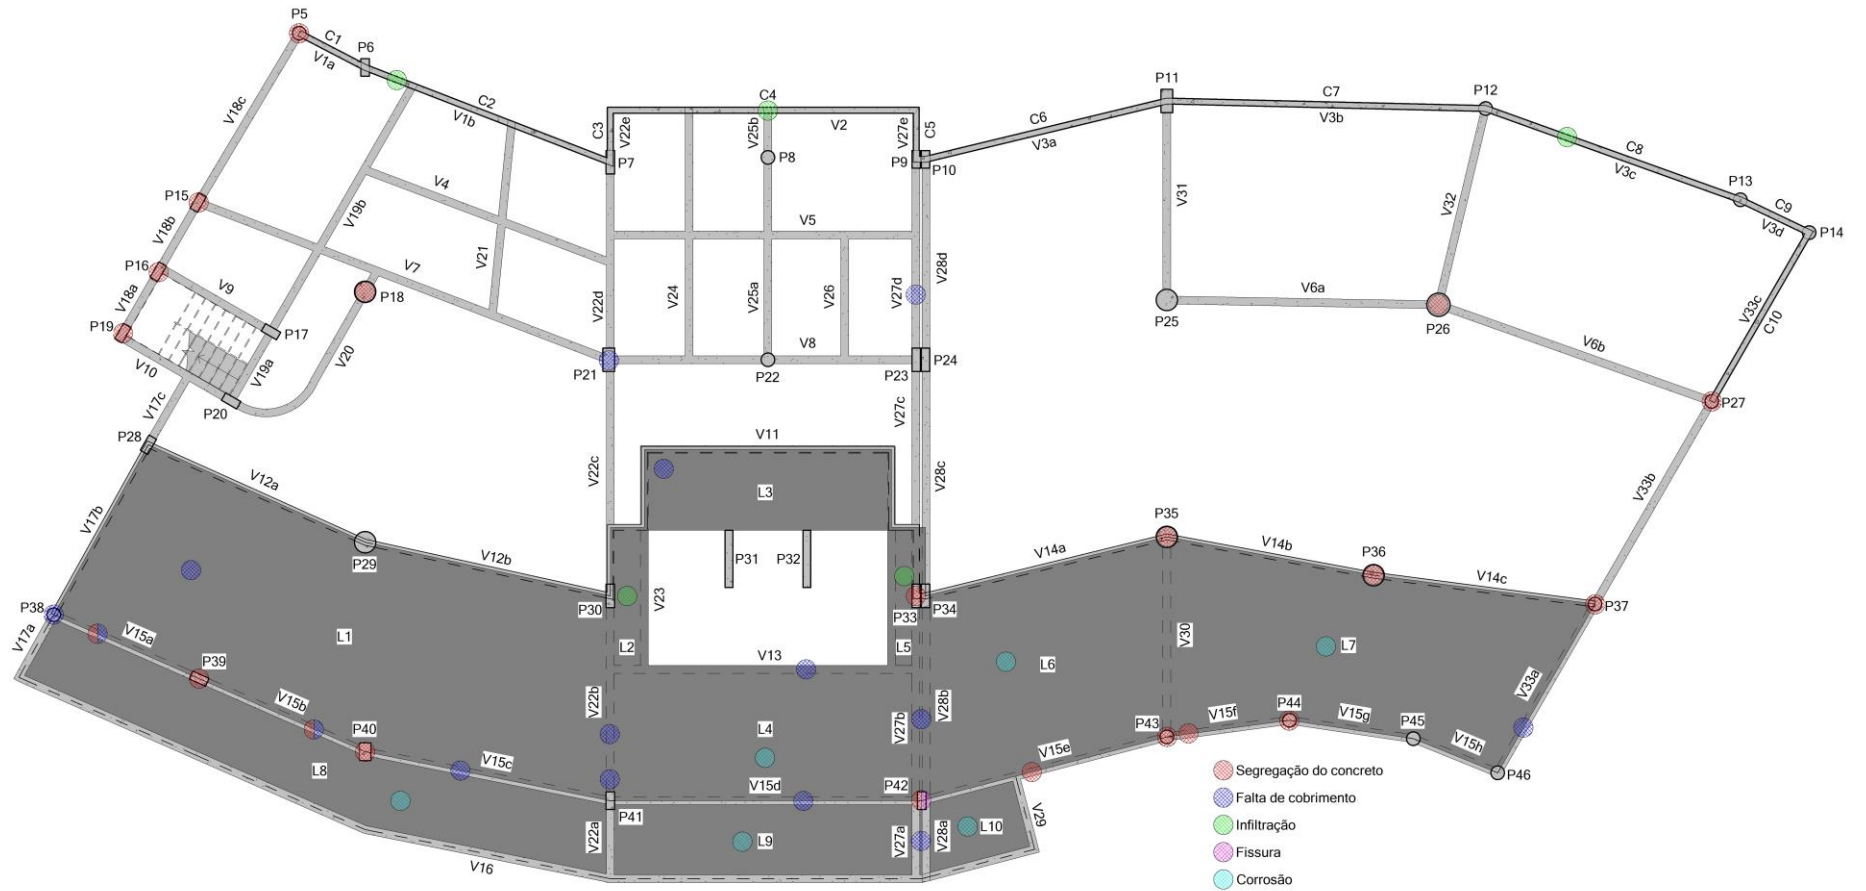 P5
C1
P6
V1a
V18c
C2
V1b
C4
C3
V22e
V25b
V2
V27e
C5
P7
P8
P9
P10
P11
C6
V3a
C7
V3b
P12
C8
V3c
P13
C9
V3d
P14
P15
V18b
V4
V19b
V5
V31
V32
P16
V9
V21
V7
V18a
P18
V22d
V24
V25a
V26
V27d
V28d
P25
V6a
P26
V33c
C10
P19
P17
V20
V10
V19a
P20
P21
V8
P22
P23
P24
V6b
P27
V17c
P28
V12a
V22c
V11
V27c
V28c
V33b
L3
V17b
P29
V12b
P31
P32
V14a
P35
V14b
P36
V14c
P38
V17a
V15a
L1
P30
V23
L2
P33
P34
L5
P37
V30
L6
L7
P39
V13
V15b
P40
V22b
L4
V27b
V28b
P43
V15f
P44
V15g
P45
V33a
V15h
P46
L8
V15c
V15d
P42
V15e
P41
V22a
L9
V27a
V28a
L10
V29
V16
Segregação do concreto
Falta de cobrimento
Infiltração
Fissura
Corrosão